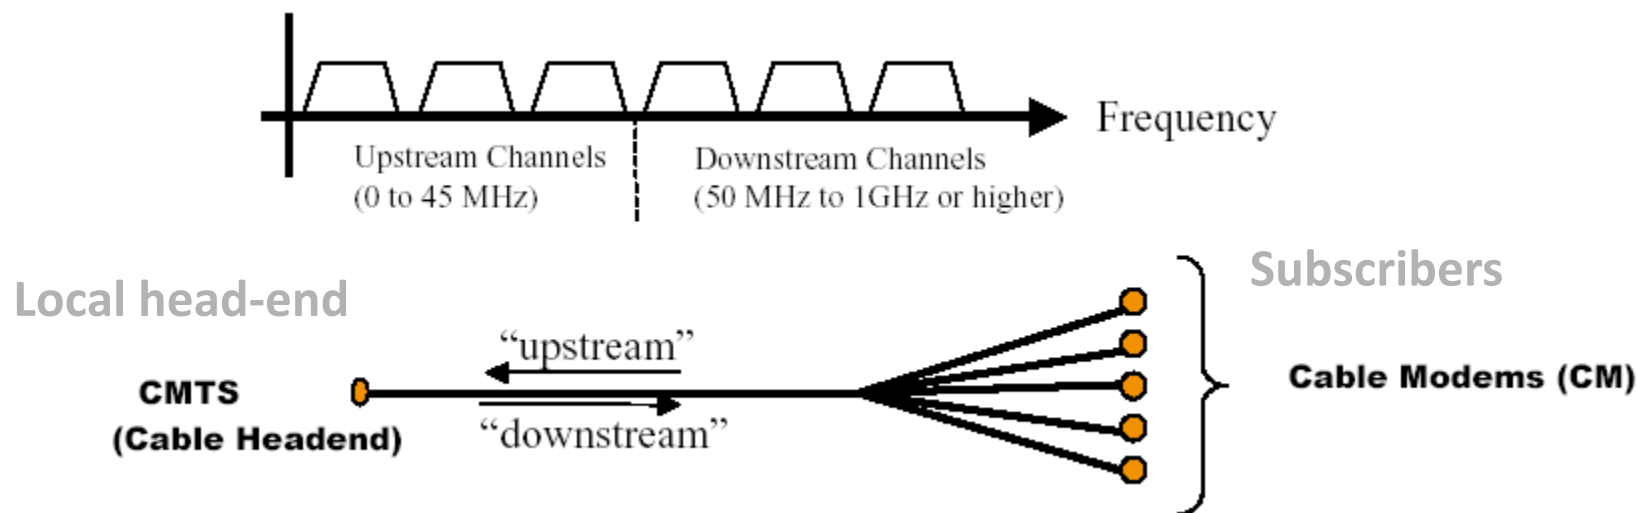 Frequency
Upstream Channels
(0 to 45 MHz)
Downstream Channels
(50 MHz to 1GHz or higher)
Local head-end
Subscribers
“upstream”
“downstream”
CMTS
(Cable Headend)
Cable Modems (CM)